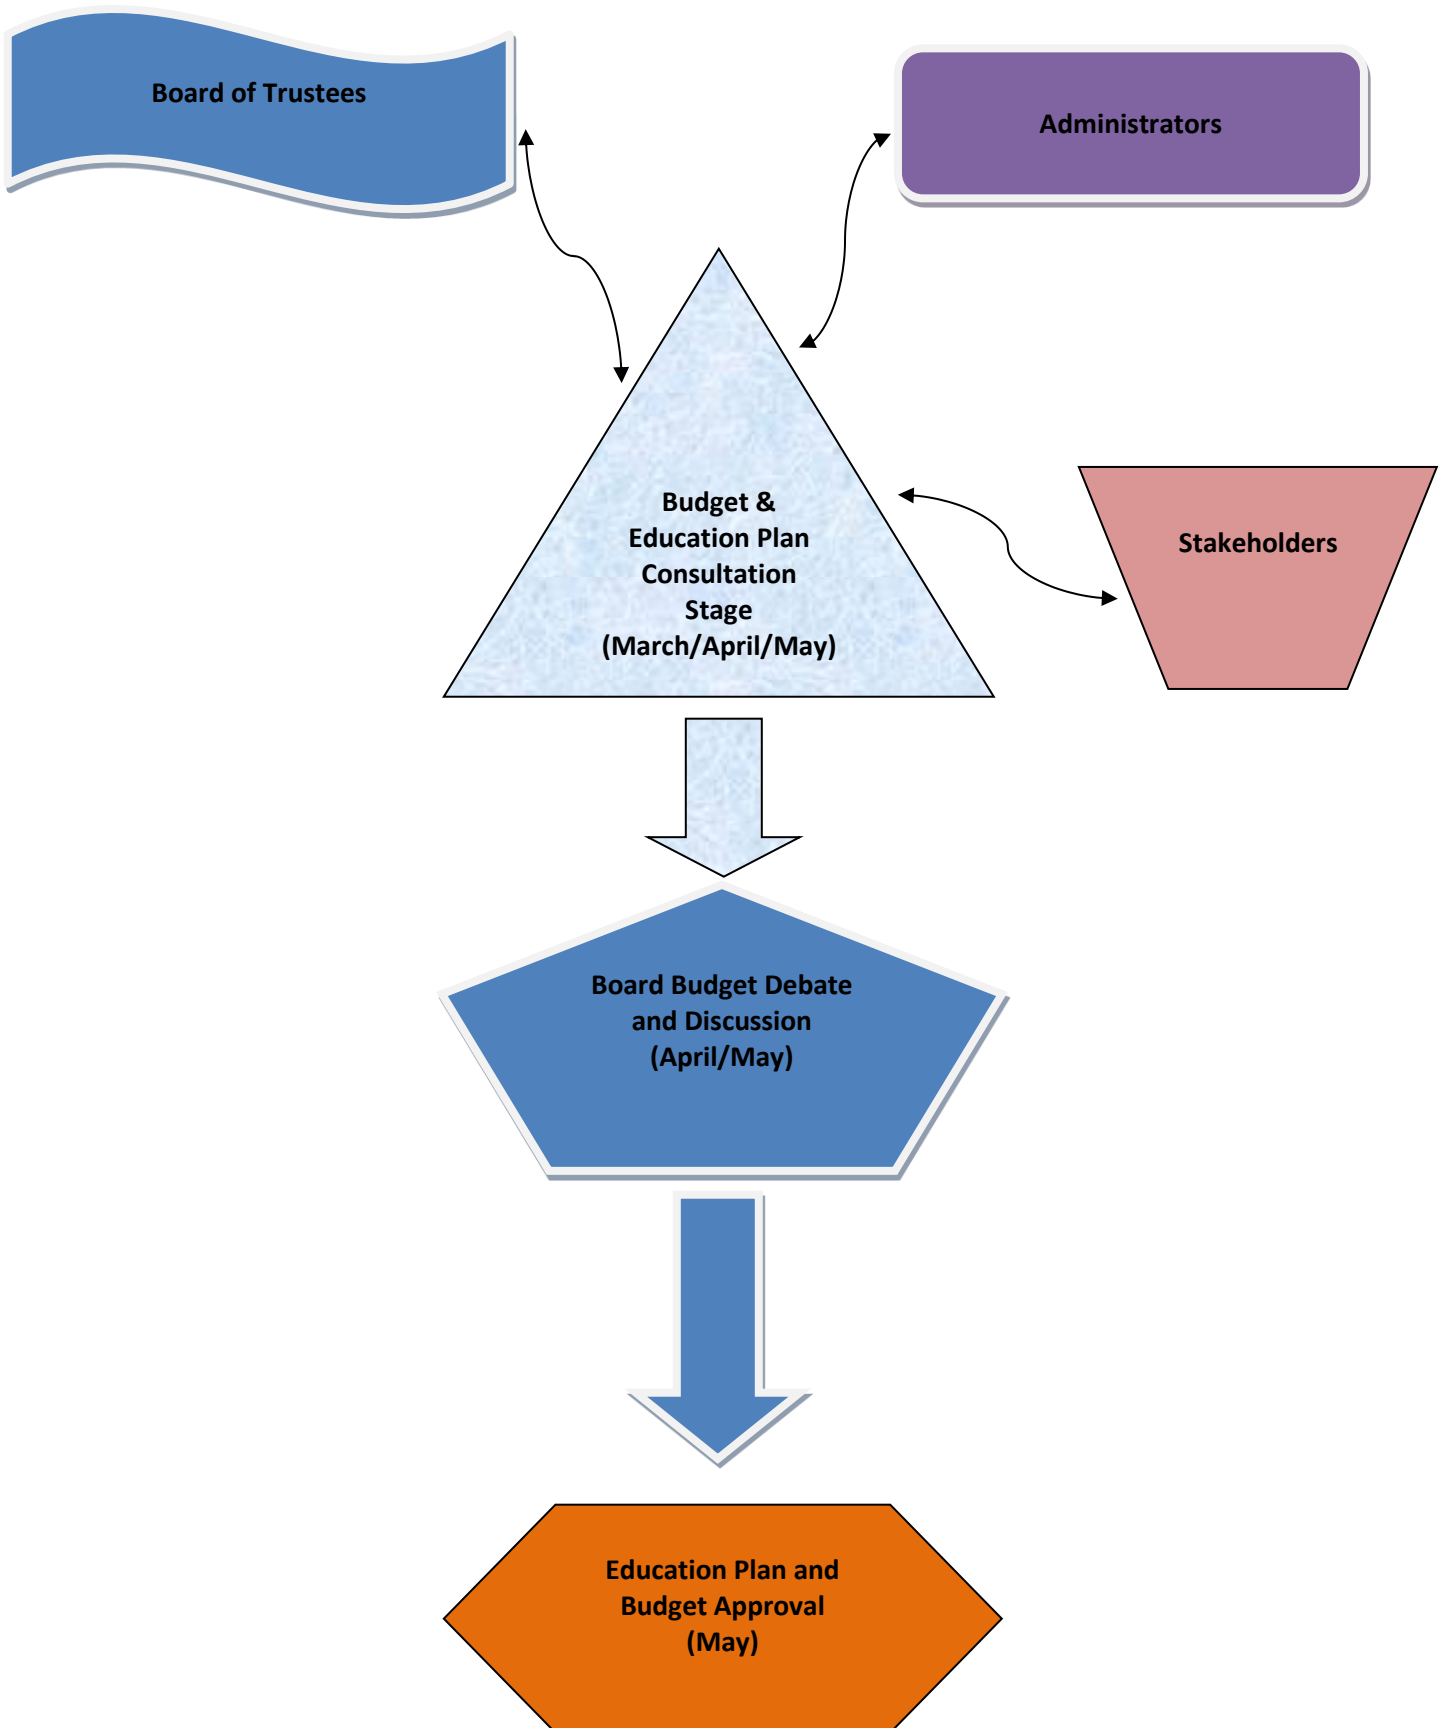 Board of Trustees
Administrators
Budget &
Education Plan
Consultation
Stage
(March/April/May)
Stakeholders
Board Budget Debate
and Discussion
(April/May)
Education Plan and
Budget Approval
(May)